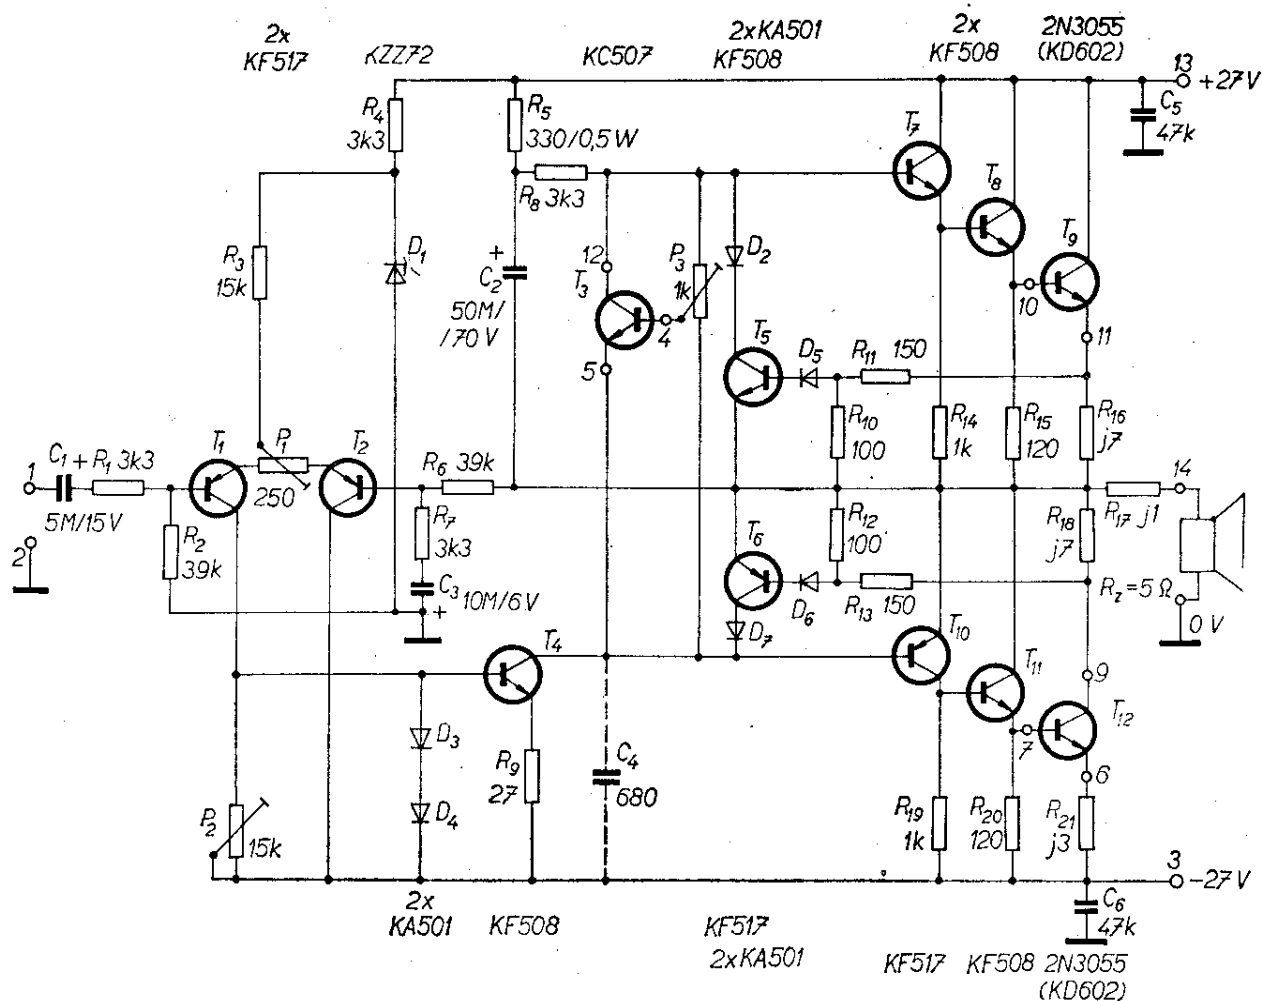 2x
KF517
KZZ72
KC507
2xKA501
KF508
2x
KF508
2N3055
(KD602)
13
+27V
R4
3k3
R5
330/0,5W
C5
47k
T7
T8
T9
R8 3k3
R3
15k
D1
+
C2
50M/
/70V
12
T3
4
5
P3
1k
D2
10
11
T5
D5
R11 150
R10
100
R14
1k
R15
120
R16
j7
1
C1 + R1 3k3
5M/15V
T1
P1
250
T2
R6 39k
14
R17 j1
2
R2
39k
R7
3k3
C3 10M/6V
+
T6
R12
100
R18
j7
D6
R13 150
Rz=5Ω
0V
D7
T4
T10
T11
9
T12
7
6
D3
D4
R9
27
C4
680
P2
15k
R19
1k
R20
120
R21
j3
3
-27V
C6
47k
2x
KA501
KF508
KF517
2xKA501
KF517
KF508
2N3055
(KD602)